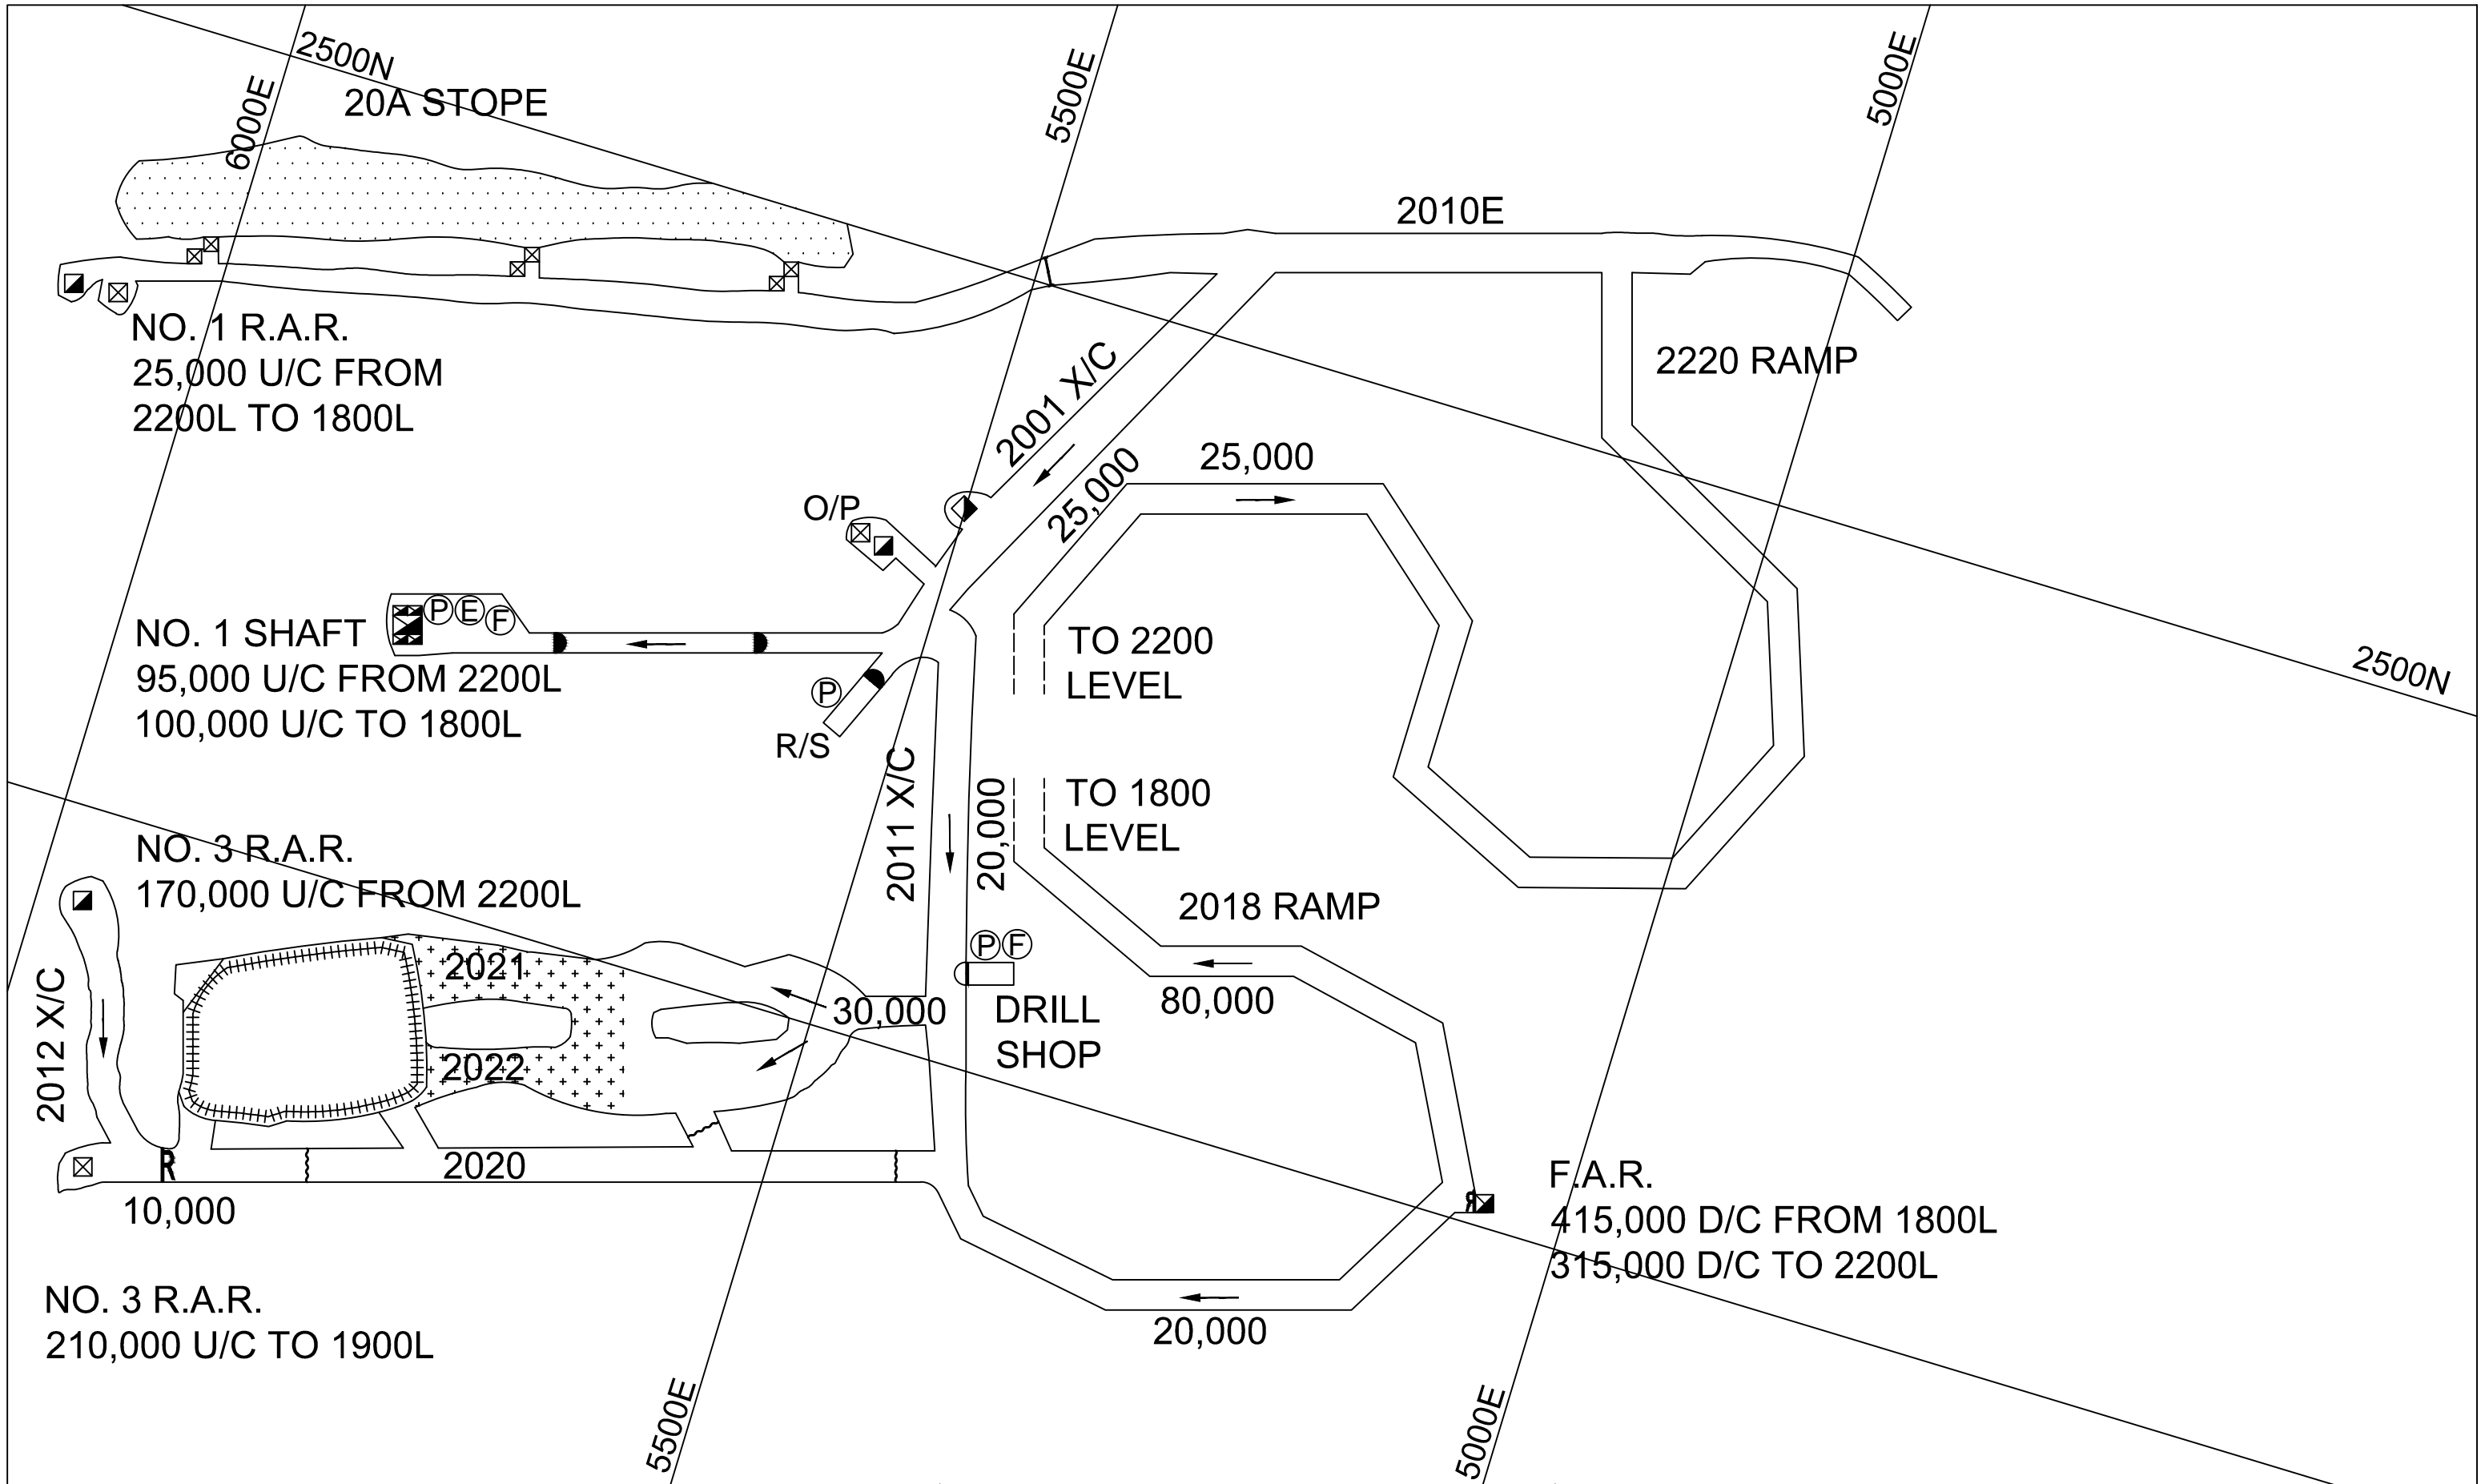 2500N
6000E
5500E
5000E
20A STOPE
2010E
NO. 1 R.A.R.
25,000 U/C FROM
2200L TO 1800L
2001 X/C
25,000
2220 RAMP
25,000
O/P
NO. 1 SHAFT
95,000 U/C FROM 2200L
100,000 U/C TO 1800L
P
E
F
P
R/S
TO 2200
LEVEL
2500N
TO 1800
LEVEL
2011 X/C
20,000
NO. 3 R.A.R.
170,000 U/C FROM 2200L
2018 RAMP
80,000
P
F
DRILL
SHOP
2021
2022
30,000
2012 X/C
R
2020
10,000
R
F.A.R.
415,000 D/C FROM 1800L
315,000 D/C TO 2200L
NO. 3 R.A.R.
210,000 U/C TO 1900L
20,000
5500E
5000E